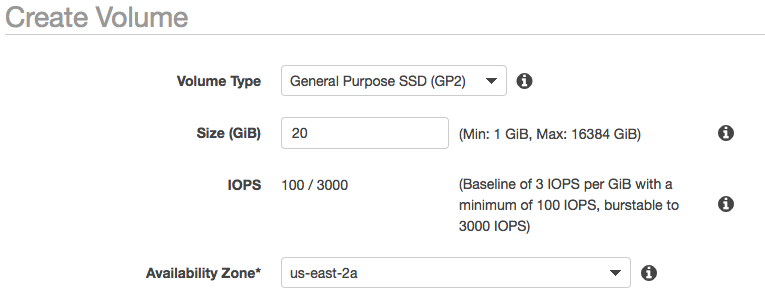 Create Volume
Volume Type General Purpose SSD (GP2)
Size (GiB) 20 (Min: 1 GiB, Max: 16384 GiB)
IOPS 100 / 3000 (Baseline of 3 IOPS per GiB with a
minimum of 100 IOPS, burstable to
3000 IOPS)
Availability Zone* us-east-2a